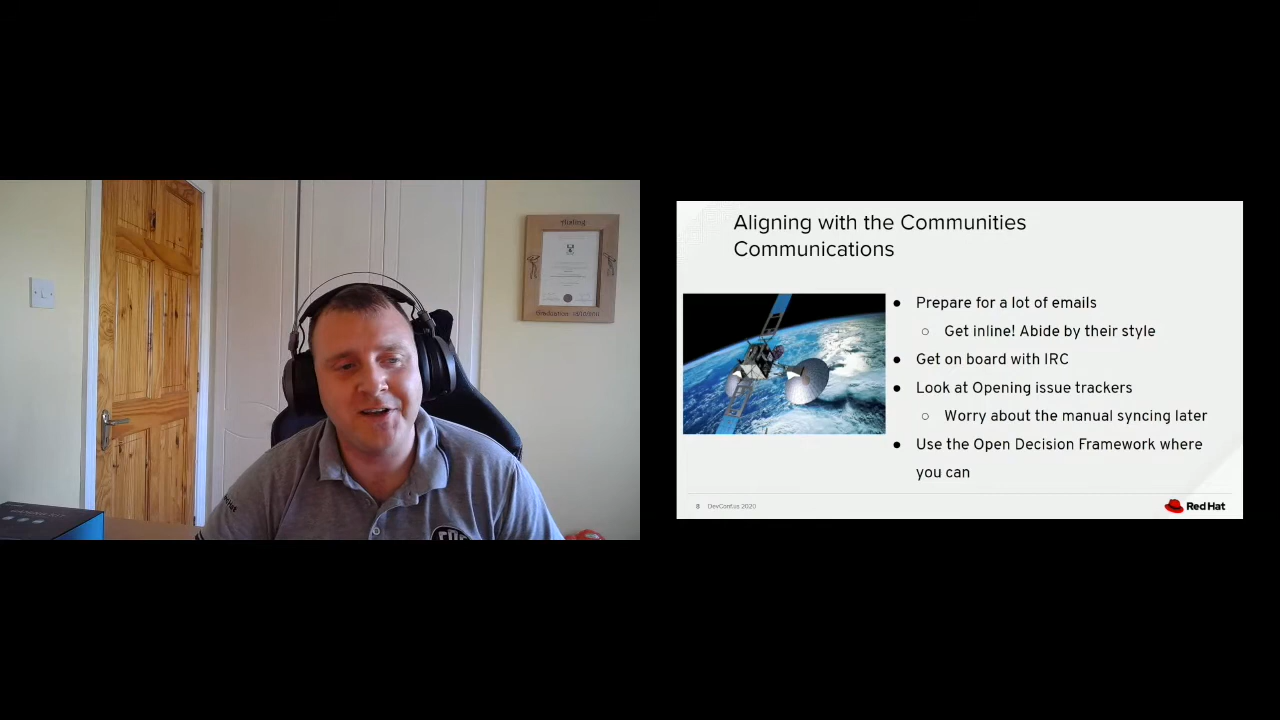 Aligning with the Communities
Communications
● Prepare for a lot of emails
○ Get inline! Abide by their style
● Get on board with IRC
● Look at Opening issue trackers
○ Worry about the manual syncing later
● Use the Open Decision Framework where
you can
8 DevConf.us 2020
Red Hat